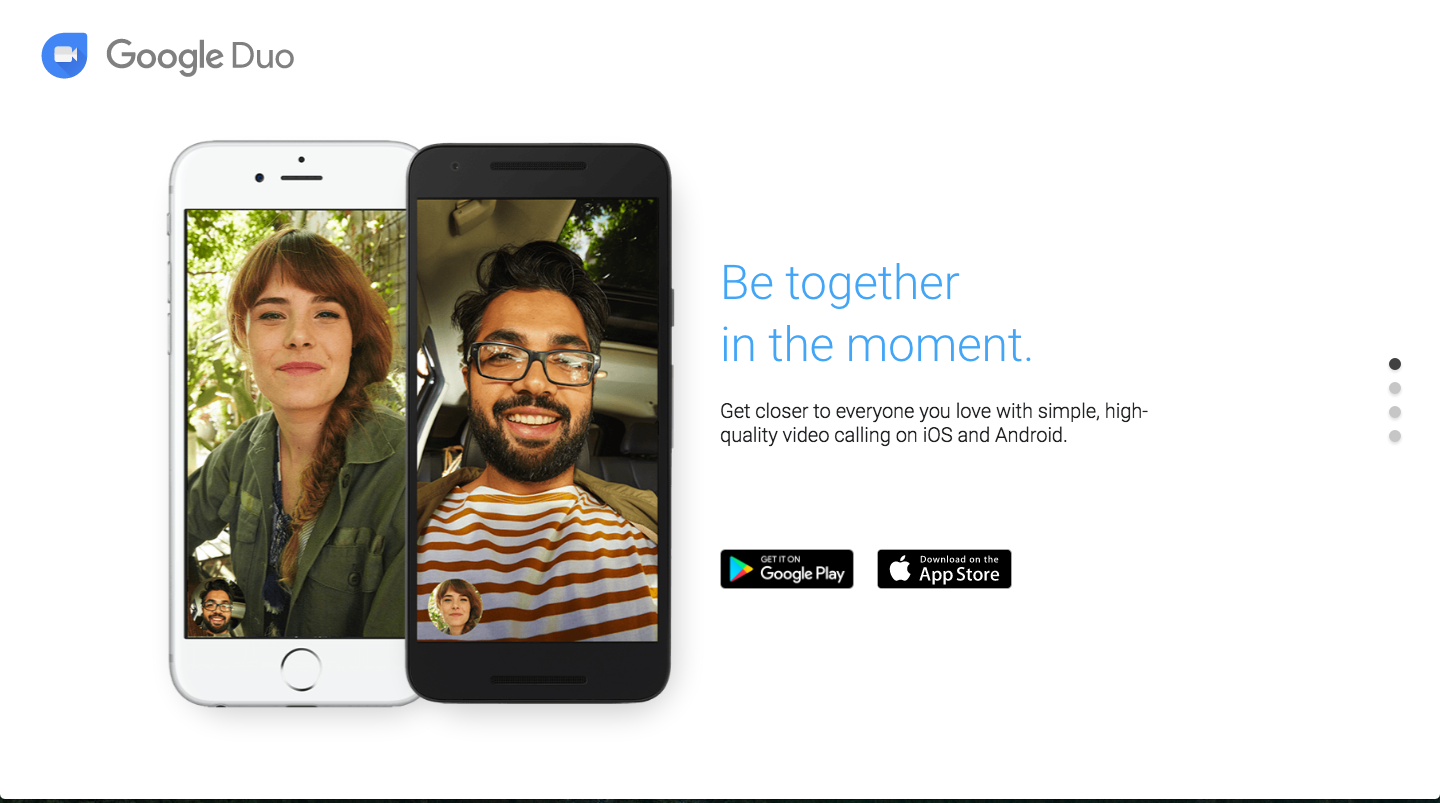 Google Duo
Be together
in the moment.
Get closer to everyone you love with simple, high-
quality video calling on iOS and Android.
GET IT ON
Google Play
Download on the
App Store